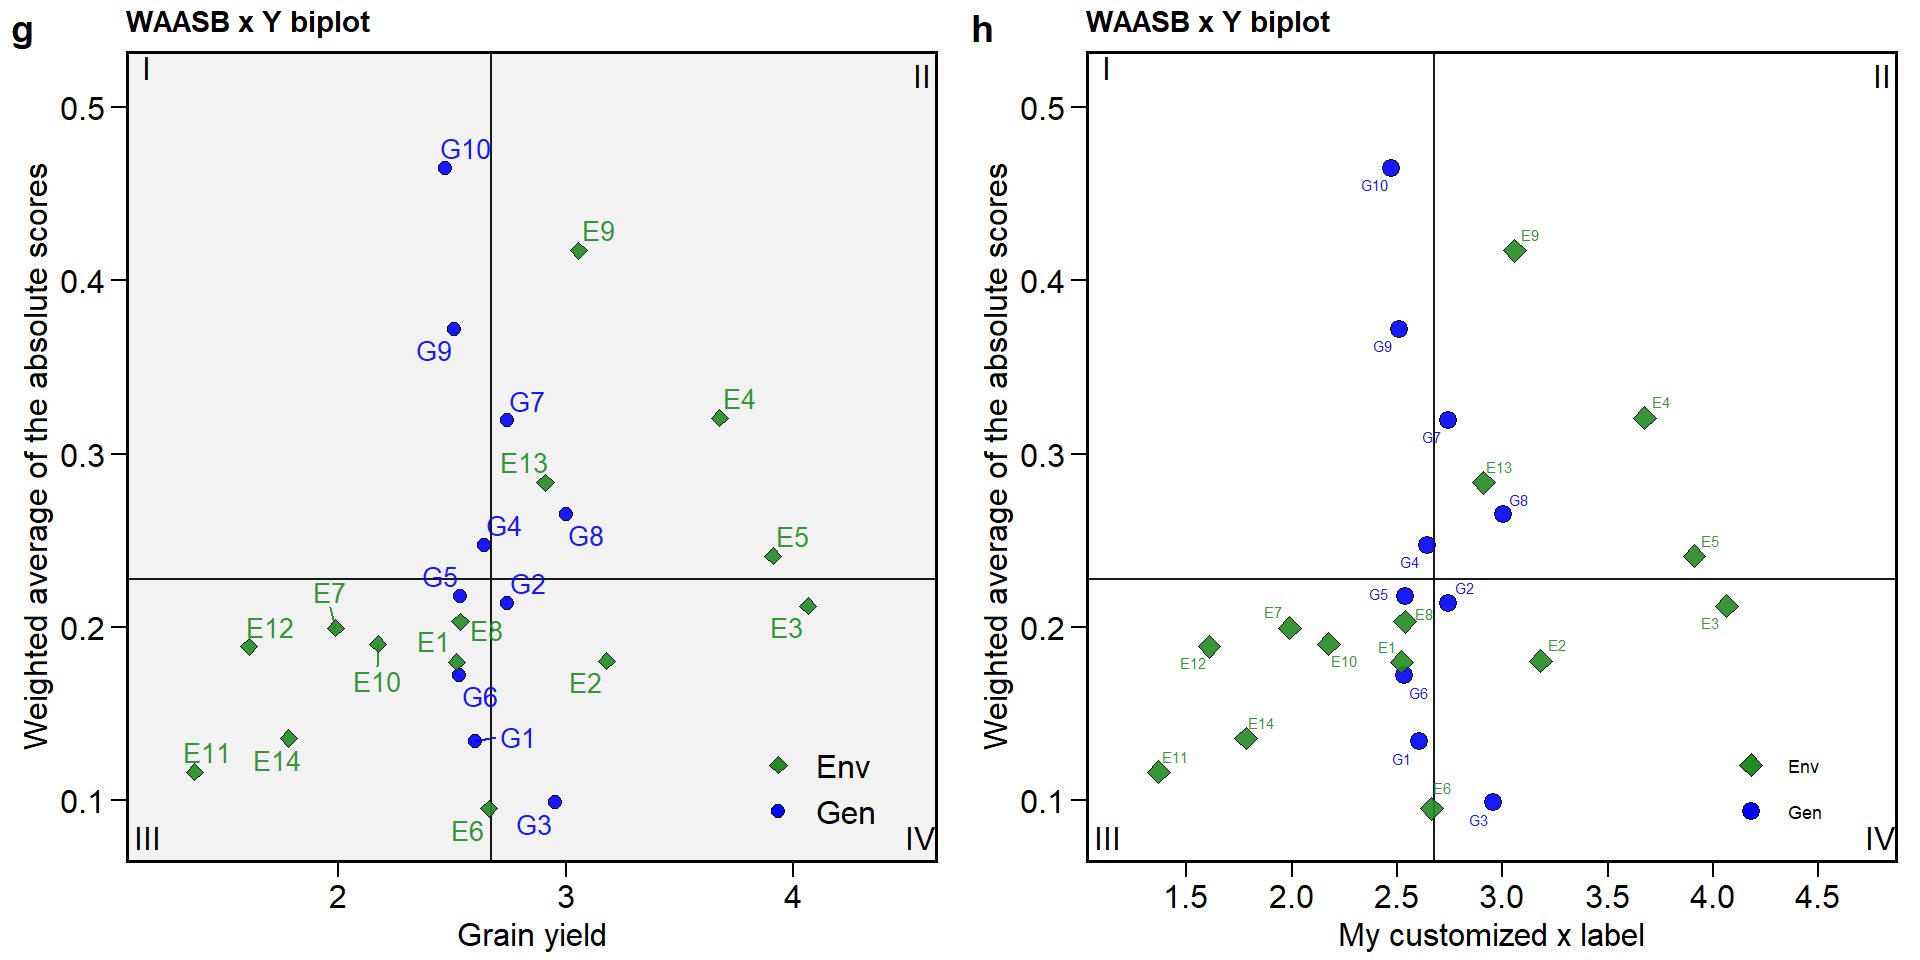 g
WAASB x Y biplot
I
II
0.5
0.4
0.3
0.2
0.1
Weighted average of the absolute scores
G10
E9
G9
G7
E4
E13
G4
G8
E5
G5
G2
E7
E12
E1
E8
E3
E10
E2
G6
G1
E11
E14
E6
G3
Env
Gen
III
IV
2
3
4
Grain yield
h
WAASB x Y biplot
I
II
0.5
0.4
0.3
0.2
0.1
Weighted average of the absolute scores
G10
E9
G9
E4
G7
E13
G8
G4
E5
G5
G2
E7
E8
E3
E12
E10
E1
E2
G6
E14
G1
E11
E6
G3
Env
Gen
III
IV
1.5
2.0
2.5
3.0
3.5
4.0
4.5
My customized x label